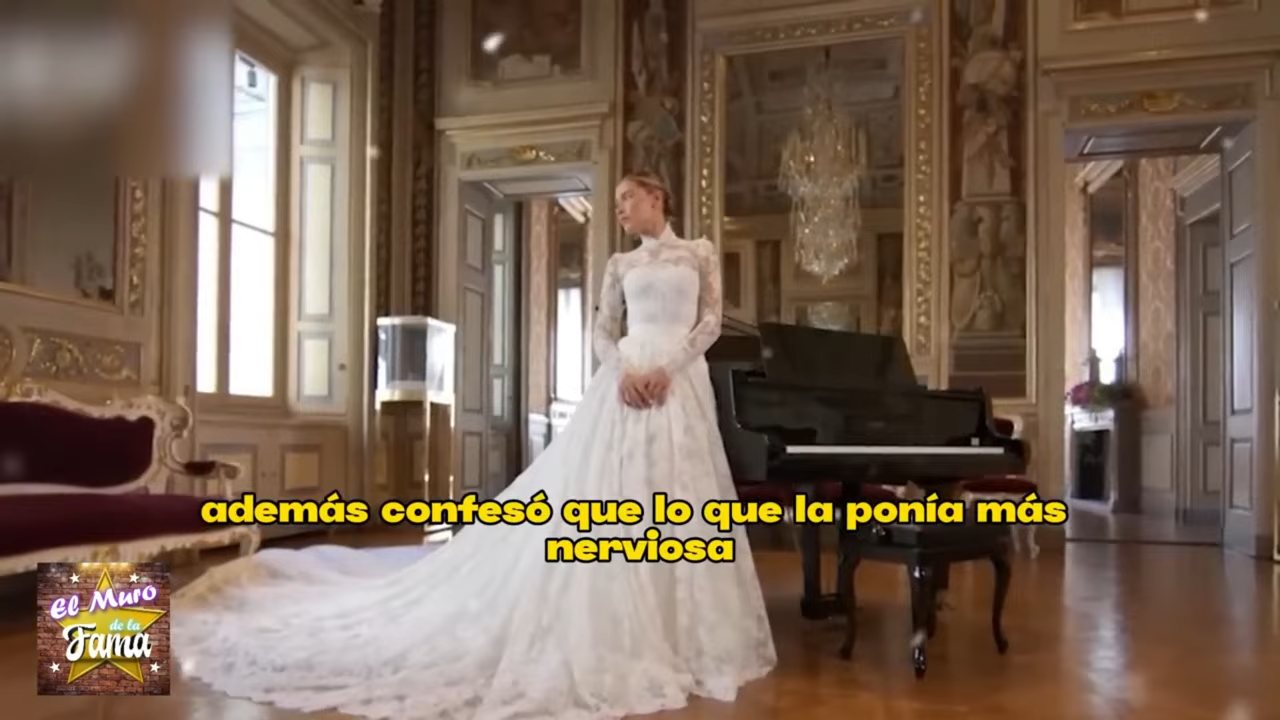 además confesó que lo que la ponía más
nerviosa
El Muro
de la
Fama